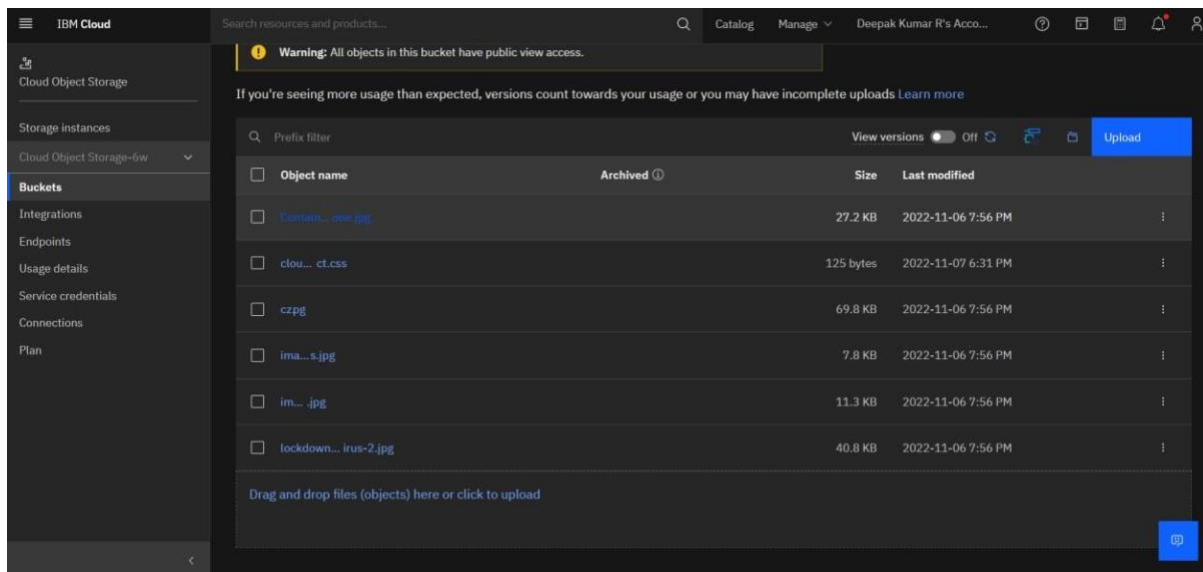 IBM Cloud
Search resources and products...
Catalog
Manage
Deepak Kumar R's Acco...
Cloud Object Storage
Storage instances
Cloud Object Storage-6w
Buckets
Integrations
Endpoints
Usage details
Service credentials
Connections
Plan
Warning: All objects in this bucket have public view access.
If you're seeing more usage than expected, versions count towards your usage or you may have incomplete uploads Learn more
Prefix filter
View versions Off
Upload
Object name Archived Size Last modified
Contain... one.jpg 27.2 KB 2022-11-06 7:56 PM
clou... ct.css 125 bytes 2022-11-07 6:31 PM
czpg 69.8 KB 2022-11-06 7:56 PM
ima...s.jpg 7.8 KB 2022-11-06 7:56 PM
im... .jpg 11.3 KB 2022-11-06 7:56 PM
lockdown... irus-2.jpg 40.8 KB 2022-11-06 7:56 PM
Drag and drop files (objects) here or click to upload